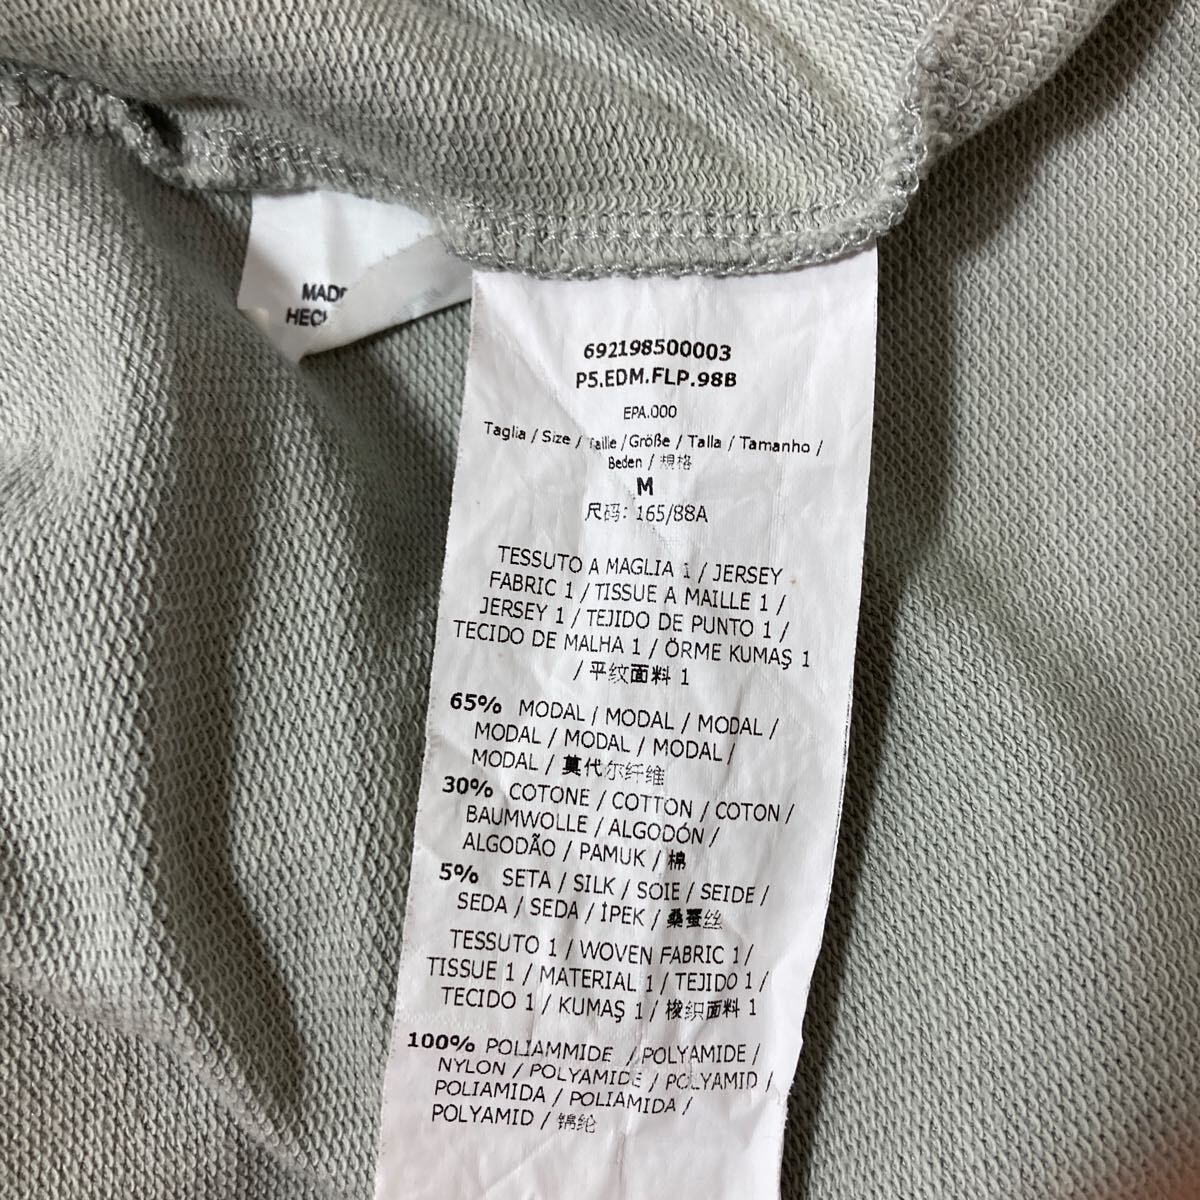 MADE
HECH
692198500003
P5.EDM.FLP.98B
EPA.000
Taglia / Size / Taille / Größe / Talla / Tamanho /
Beden / 规格
M
尺码: 165/88A
TESSUTO A MAGLIA 1 / JERSEY
FABRIC 1 / TISSUE A MAILLE 1 /
JERSEY 1 / TEJIDO DE PUNTO 1 /
TECIDO DE MALHA 1 / ÖRME KUMAŞ 1
/ 平纹面料 1
65% MODAL / MODAL / MODAL /
MODAL / MODAL / MODAL /
MODAL / 莫代尔纤维
30% COTONE / COTTON / COTON /
BAUMWOLLE / ALGODÓN /
ALGODÃO / PAMUK / 棉
5% SETA / SILK / SOIE / SEIDE /
SEDA / SEDA / İPEK / 桑蚕丝
TESSUTO 1 / WOVEN FABRIC 1 /
TISSUE 1 / MATERIAL 1 / TEJIDO 1 /
TECIDO 1 / KUMAŞ 1 / 梭织面料 1
100% POLIAMMIDE / POLYAMIDE /
NYLON / POLYAMIDE / POLYAMID /
POLIAMIDA / POLIAMIDA /
POLYAMID / 锦纶